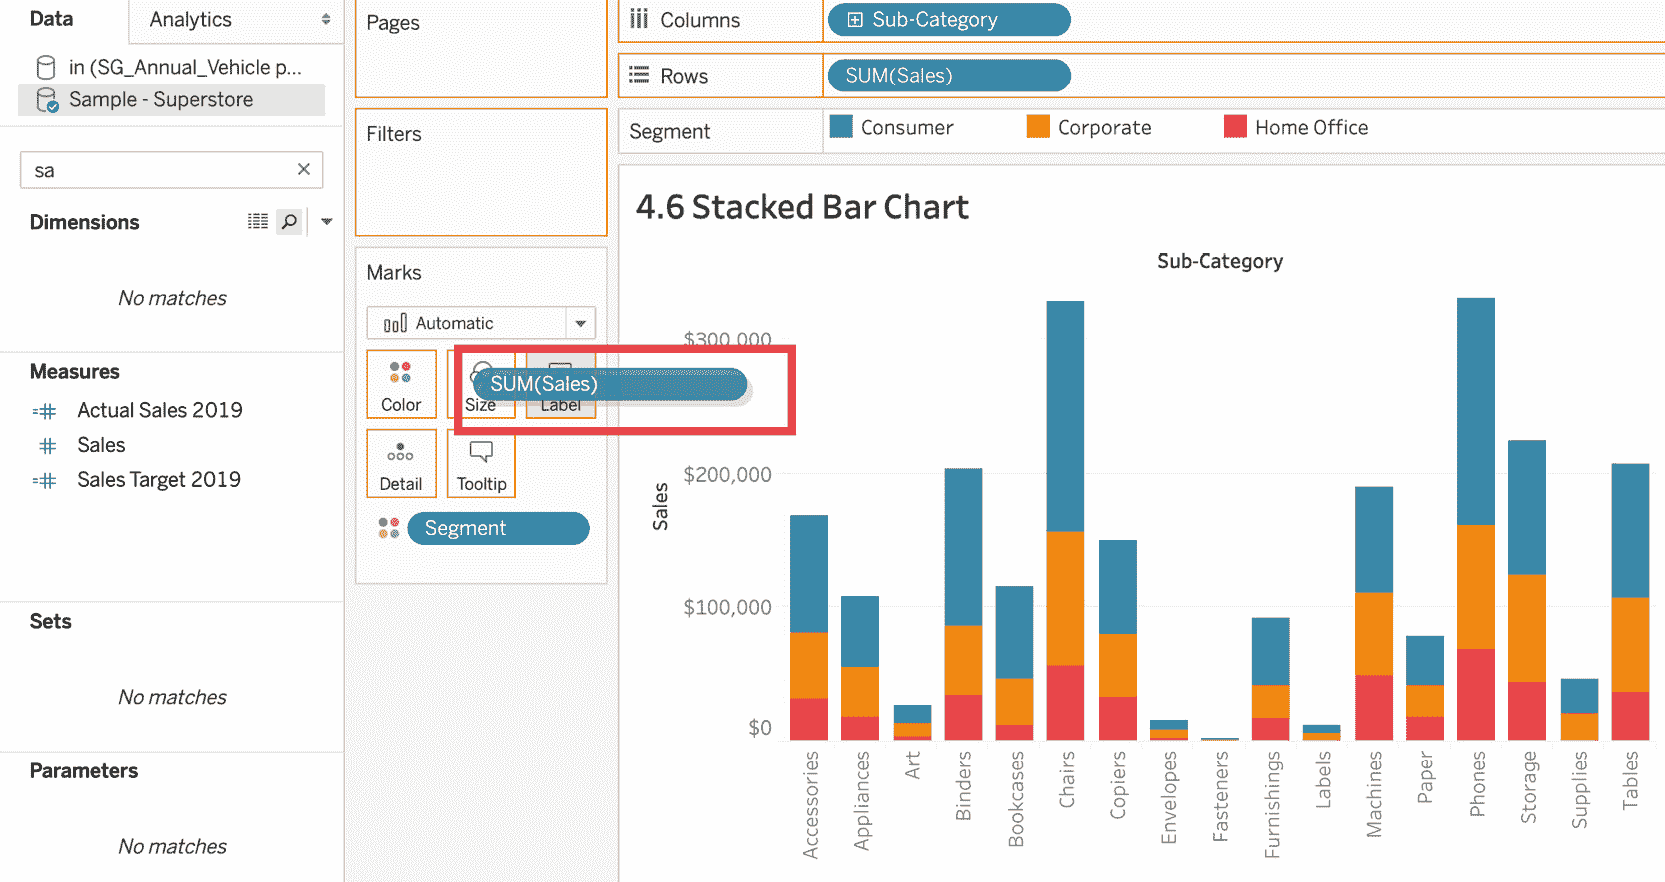 Data
Analytics
in (SG_Annual_Vehicle p...
Sample - Superstore
sa
Dimensions
No matches
Measures
Actual Sales 2019
Sales
Sales Target 2019
Sets
No matches
Parameters
No matches
Pages
Filters
Marks
Automatic
Color
Size
Label
SUM(Sales)
Detail
Tooltip
Segment
Columns
Sub-Category
Rows
SUM(Sales)
Segment
Consumer
Corporate
Home Office
4.6 Stacked Bar Chart
Sub-Category
$300,000
$200,000
$100,000
$0
Sales
Accessories
Appliances
Art
Binders
Bookcases
Chairs
Copiers
Envelopes
Fasteners
Furnishings
Labels
Machines
Paper
Phones
Storage
Supplies
Tables